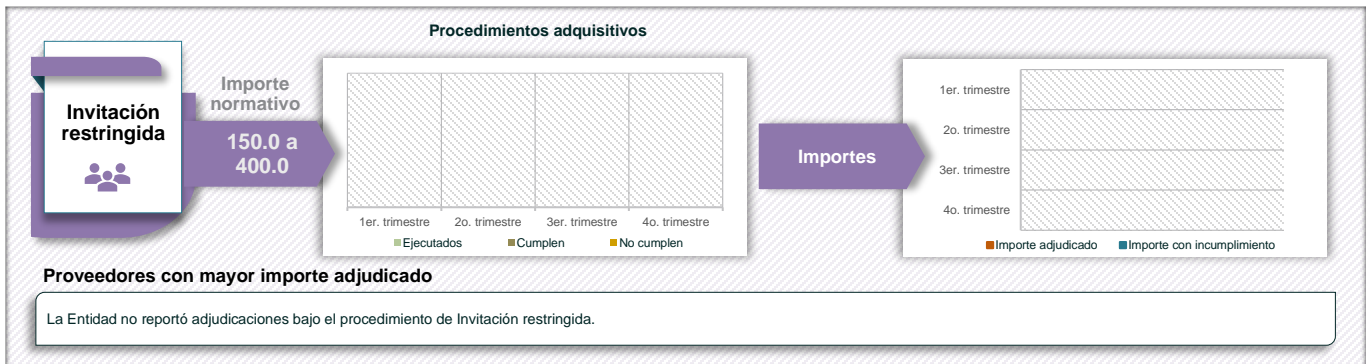 Procedimientos adquisitivos
Invitación
restringida
Importe
normativo
150.0 a
400.0
1er. trimestre
2o. trimestre
3er. trimestre
4o. trimestre
Ejecutados
Cumplen
No cumplen
Importes
1er. trimestre
2o. trimestre
3er. trimestre
4o. trimestre
Importe adjudicado
Importe con incumplimiento
Proveedores con mayor importe adjudicado
La Entidad no reportó adjudicaciones bajo el procedimiento de Invitación restringida.